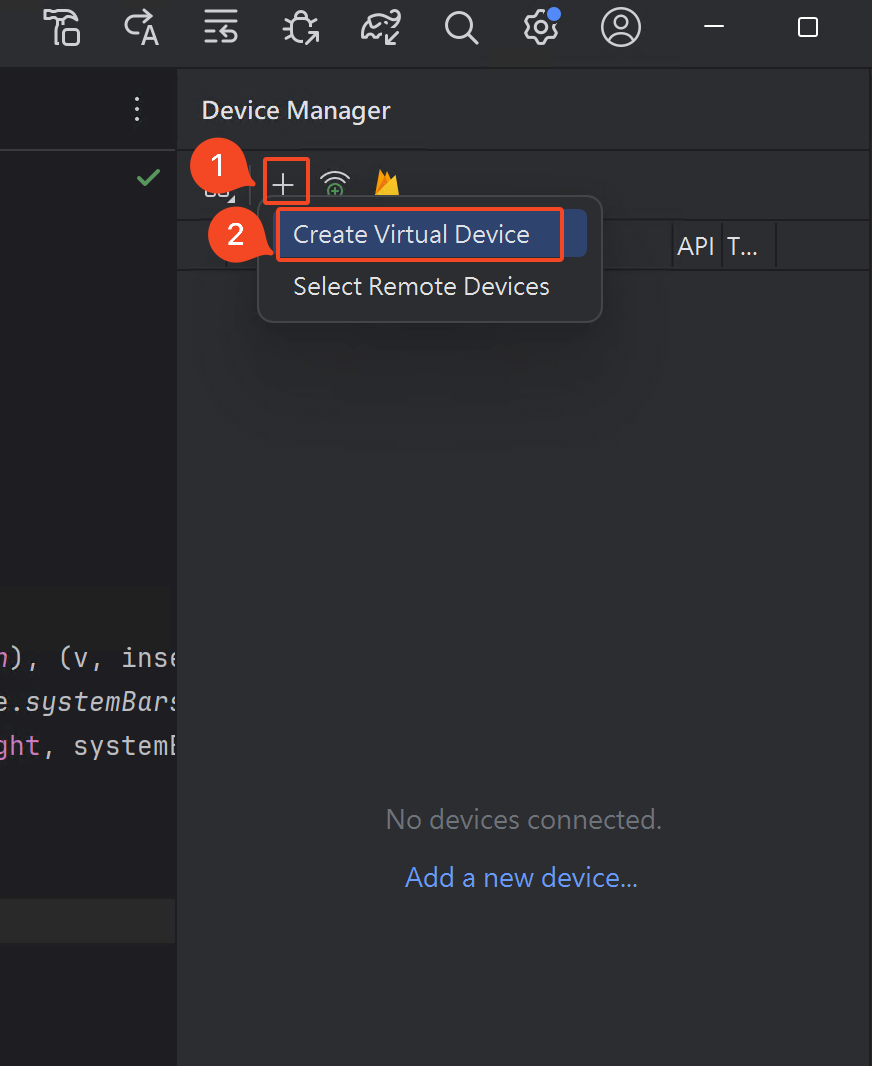 Device Manager
1
2
Create Virtual Device
API T...
Select Remote Devices
n), (v, inse
e.systemBars
ght, systemB
No devices connected.
Add a new device...